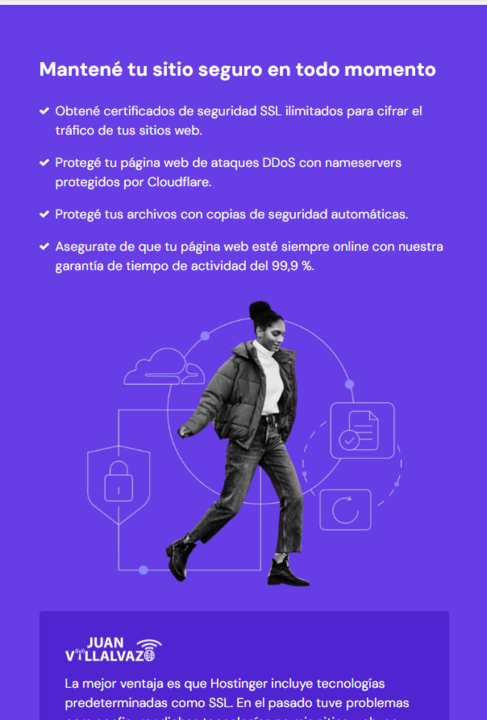 Mantené tu sitio seguro en todo momento
Obtené certificados de seguridad SSL ilimitados para cifrar el
tráfico de tus sitios web.
Protegé tu página web de ataques DDoS con nameservers
protegidos por Cloudflare.
Protegé tus archivos con copias de seguridad automáticas.
Asegurate de que tu página web esté siempre online con nuestra
garantía de tiempo de actividad del 99,9 %.
JUAN
VILLALVAZO
La mejor ventaja es que Hostinger incluye tecnologías
predeterminadas como SSL. En el pasado tuve problemas